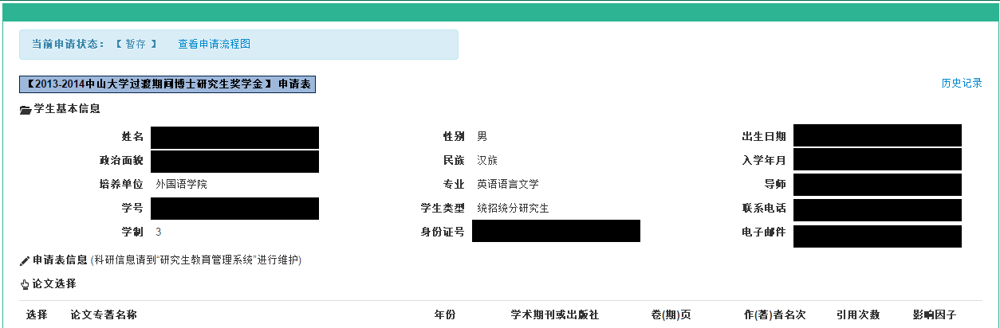 当前申请状态：【 暂存 】 查看申请流程图
【2013-2014中山大学过渡期间博士研究生奖学金】 申请表 历史记录
学生基本信息
姓名 性别 男 出生日期
政治面貌 民族 汉族 入学年月
培养单位 外国语学院 专业 英语语言文学 导师
学号 学生类型 统招统分研究生 联系电话
学制 3 身份证号 电子邮件
申请表信息 (科研信息请到“研究生教育管理系统”进行维护)
论文选择
选择 论文专著名称 年份 学术期刊或出版社 卷(期)页 作(著)者名次 引用次数 影响因子